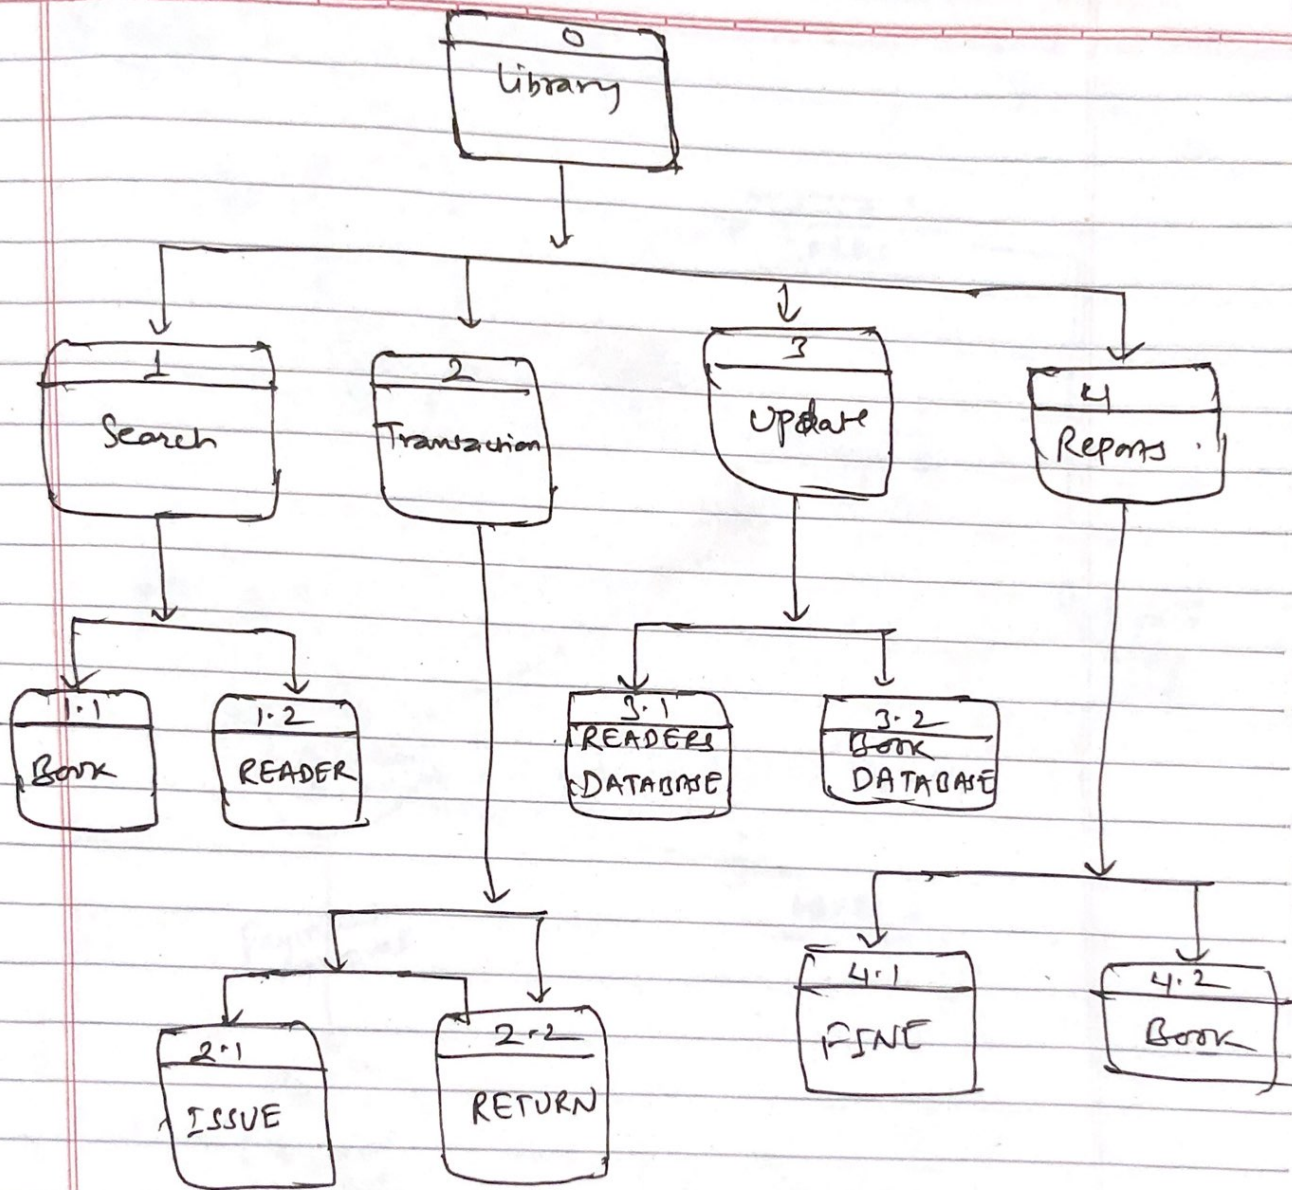 0
Library
1
2
3
4
Search
Transaction
Update
Reports
1.1
1.2
3.1
3.2
Book
READER
READERS
DATABASE
Book
DATABASE
4.1
4.2
FINE
Book
2.1
2.2
ISSUE
RETURN